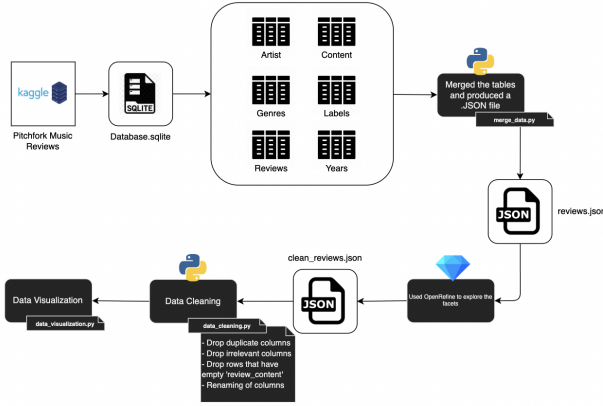 kaggle
Pitchfork Music
Reviews
SQLITE
Database.sqlite
Artist
Content
Genres
Labels
Reviews
Years
Merged the tables
and produced a
.JSON file
merge_data.py
JSON
reviews.json
Used OpenRefine to explore the
facets
clean_reviews.json
JSON
Data Cleaning
data_cleaning.py
- Drop duplicate columns
- Drop irrelevant columns
- Drop rows that have
empty 'review_content'
- Renaming of columns
Data Visualization
data_visualization.py